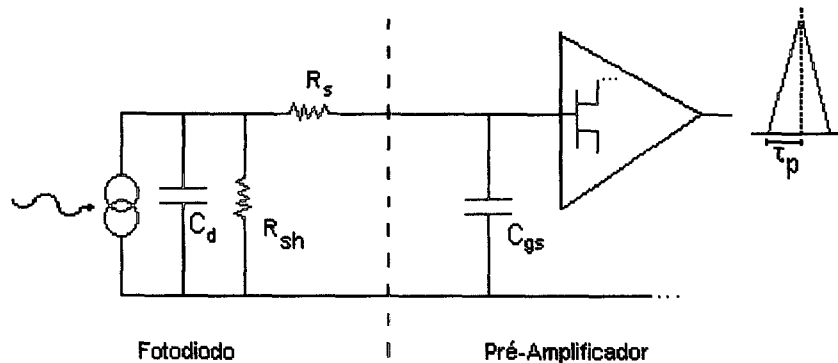 R_s
τ_p
C_d
R_sh
C_gs
Fotodiodo
Pré-Amplificador